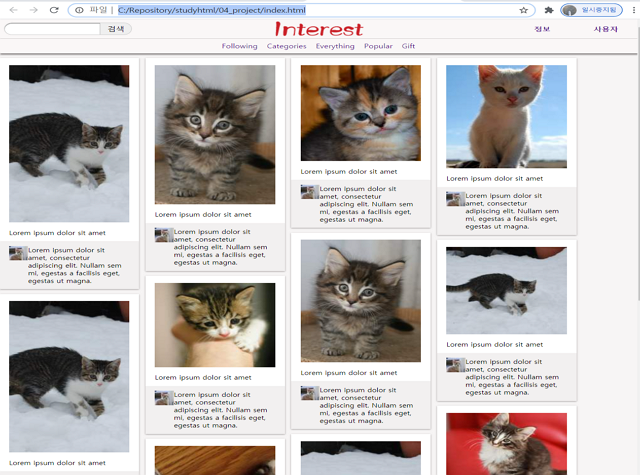 파일 | C:/Repository/studyhtml/04_project/index.html
일시중지됨
검색
Interest
정보
사용자
Following Categories Everything Popular Gift
Lorem ipsum dolor sit amet
Lorem ipsum dolor sit
amet, consectetur
adipiscing elit. Nullam sem
mi, egestas a facilisis eget,
egestas ut magna.
Lorem ipsum dolor sit amet
Lorem ipsum dolor sit amet
Lorem ipsum dolor sit
amet, consectetur
adipiscing elit. Nullam sem
mi, egestas a facilisis eget,
egestas ut magna.
Lorem ipsum dolor sit amet
Lorem ipsum dolor sit
amet, consectetur
adipiscing elit. Nullam sem
mi, egestas a facilisis eget,
egestas ut magna.
Lorem ipsum dolor sit amet
Lorem ipsum dolor sit
amet, consectetur
adipiscing elit. Nullam sem
mi, egestas a facilisis eget,
egestas ut magna.
Lorem ipsum dolor sit amet
Lorem ipsum dolor sit
amet, consectetur
adipiscing elit. Nullam sem
mi, egestas a facilisis eget,
egestas ut magna.
Lorem ipsum dolor sit amet
Lorem ipsum dolor sit
amet, consectetur
adipiscing elit. Nullam sem
mi, egestas a facilisis eget,
egestas ut magna.
Lorem ipsum dolor sit amet
Lorem ipsum dolor sit
amet, consectetur
adipiscing elit. Nullam sem
mi, egestas a facilisis eget,
egestas ut magna.